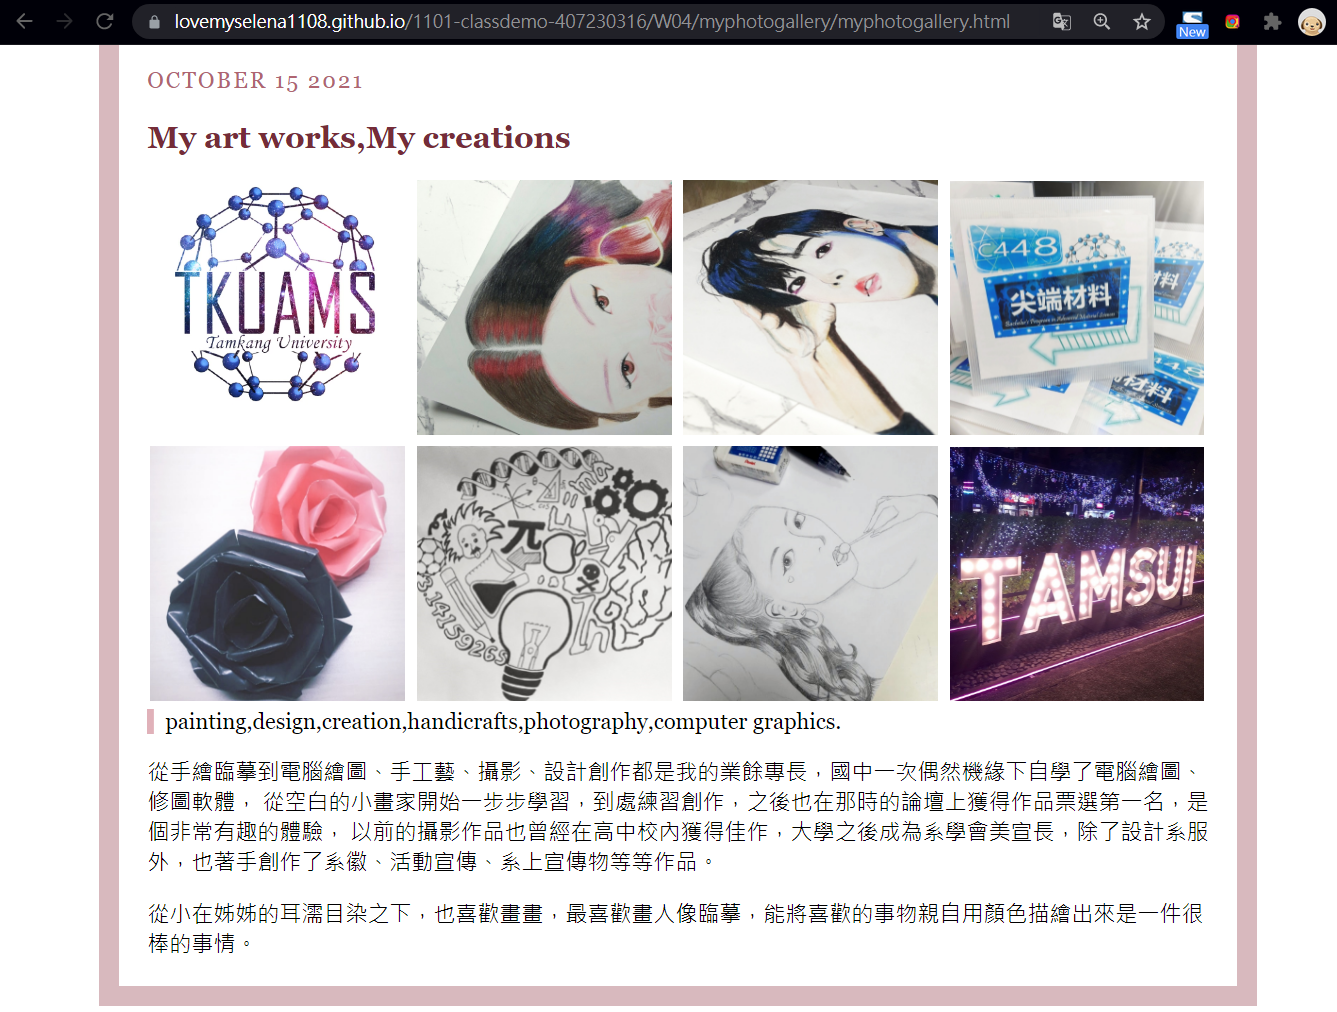 lovemyselena1108.github.io/1101-classdemo-407230316/W04/myphotogallery/myphotogallery.html
New
OCTOBER 15 2021
My art works,My creations
TKUAMS
Tamkang University
C448
尖端材料
TAMSUI
π
3.14159265
painting,design,creation,handicrafts,photography,computer graphics.
從手繪臨摹到電腦繪圖、手工藝、攝影、設計創作都是我的業餘專長，國中一次偶然機緣下自學了電腦繪圖、
修圖軟體， 從空白的小畫家開始一步步學習，到處練習創作，之後也在那時的論壇上獲得作品票選第一名，是
個非常有趣的體驗， 以前的攝影作品也曾經在高中校內獲得佳作，大學之後成為系學會美宣長，除了設計系服
外，也著手創作了系徽、活動宣傳、系上宣傳物等等作品。
從小在姊姊的耳濡目染之下，也喜歡畫畫，最喜歡畫人像臨摹，能將喜歡的事物親自用顏色描繪出來是一件很
棒的事情。